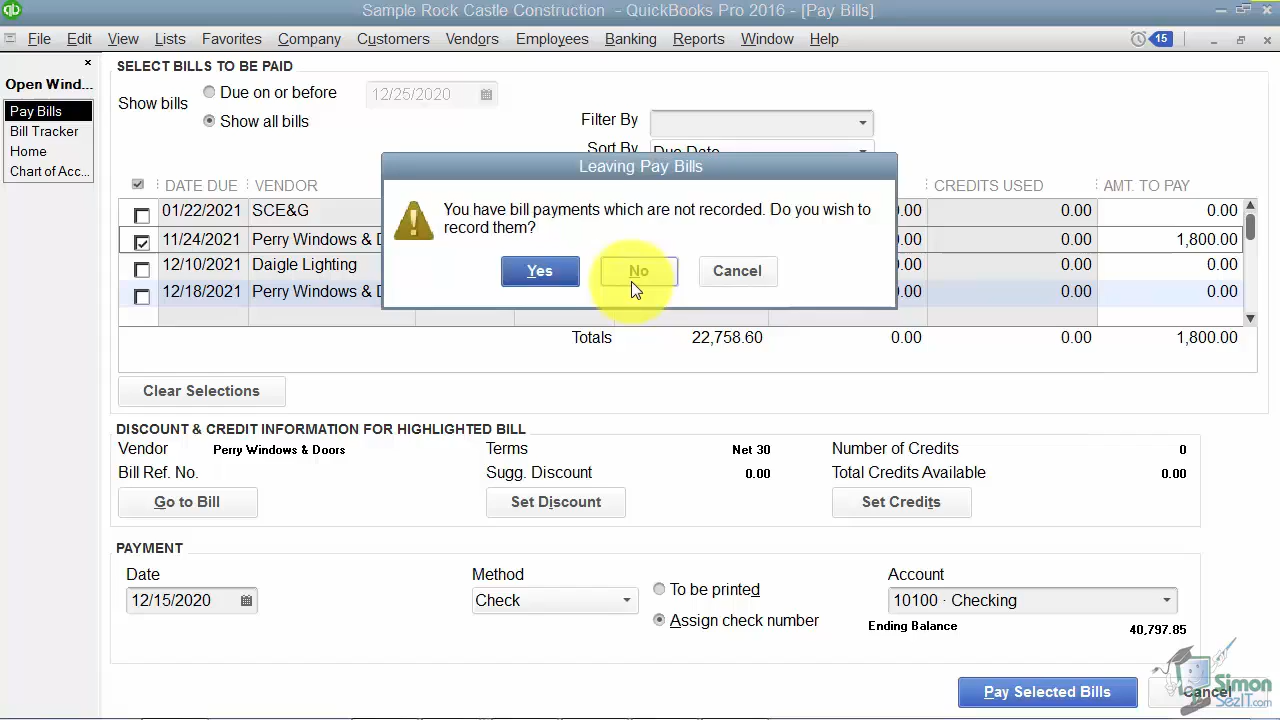 Sample Rock Castle Construction - QuickBooks Pro 2016 - [Pay Bills]
File Edit View Lists Favorites Company Customers Vendors Employees Banking Reports Window Help 15
Open Wind...
Pay Bills
Bill Tracker
Home
Chart of Acc...
SELECT BILLS TO BE PAID
Show bills
Due on or before 12/25/2020
Show all bills
Filter By
Sort By Due Date
Leaving Pay Bills
You have bill payments which are not recorded. Do you wish to
record them?
Yes No Cancel
DATE DUE VENDOR CREDITS USED AMT. TO PAY
01/22/2021 SCE&G 0.00 0.00 0.00
11/24/2021 Perry Windows & D 0.00 0.00 1,800.00
12/10/2021 Daigle Lighting 0.00 0.00 0.00
12/18/2021 Perry Windows & D 0.00 0.00 0.00
Totals 22,758.60 0.00 0.00 1,800.00
Clear Selections
DISCOUNT & CREDIT INFORMATION FOR HIGHLIGHTED BILL
Vendor Perry Windows & Doors Terms Net 30 Number of Credits 0
Bill Ref. No. Sugg. Discount 0.00 Total Credits Available 0.00
Go to Bill Set Discount Set Credits
PAYMENT
Date Method Account
12/15/2020 Check To be printed 10100 · Checking
Assign check number Ending Balance 40,797.85
Pay Selected Bills Cancel
Simon
SezIT.com